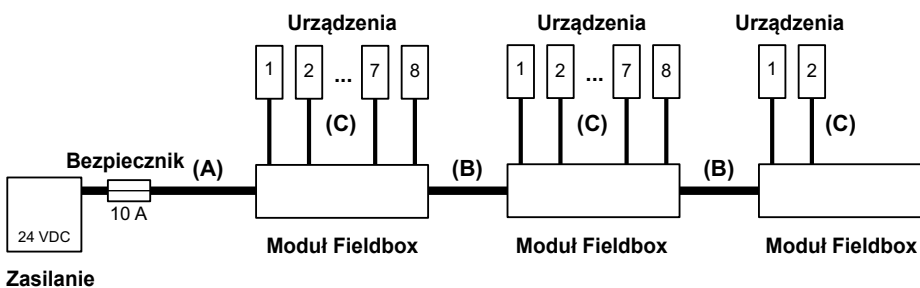 Urządzenia Urządzenia Urządzenia
1 2 ... 7 8 1 2 ... 7 8 1 2
(C) (C) (C)
Bezpiecznik (A) (B) (B)
10 A
24 VDC
Moduł Fieldbox Moduł Fieldbox Moduł Fieldbox
Zasilanie